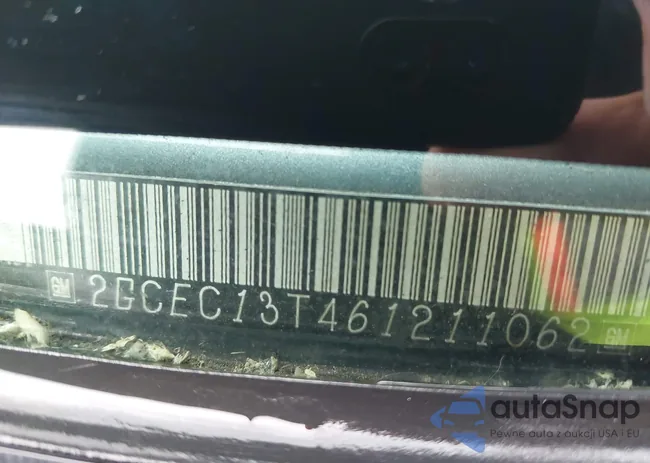 GM 2GCEC13T461211062 GM
autaSnap
Pewne auta z aukcji USA i EU